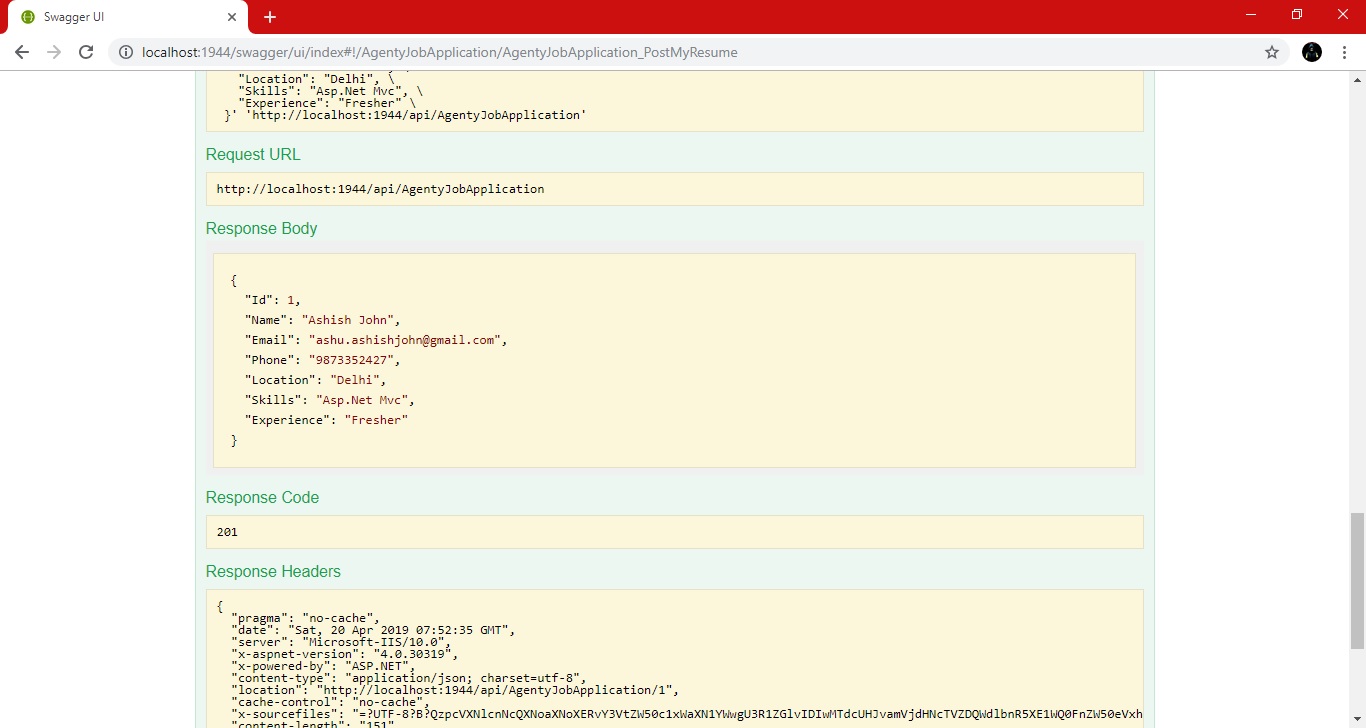 Swagger UI
localhost:1944/swagger/ui/index#!/AgentyJobApplication/AgentyJobApplication_PostMyResume
"Location": "Delhi", \
"Skills": "Asp.Net Mvc", \
"Experience": "Fresher" \
}' 'http://localhost:1944/api/AgentyJobApplication'
Request URL
http://localhost:1944/api/AgentyJobApplication
Response Body
{
"Id": 1,
"Name": "Ashish John",
"Email": "ashu.ashishjohn@gmail.com",
"Phone": "9873352427",
"Location": "Delhi",
"Skills": "Asp.Net Mvc",
"Experience": "Fresher"
}
Response Code
201
Response Headers
{
"pragma": "no-cache",
"date": "Sat, 20 Apr 2019 07:52:35 GMT",
"server": "Microsoft-IIS/10.0",
"x-aspnet-version": "4.0.30319",
"x-powered-by": "ASP.NET",
"content-type": "application/json; charset=utf-8",
"location": "http://localhost:1944/api/AgentyJobApplication/1",
"cache-control": "no-cache",
"x-sourcefiles": "=?UTF-8?B?QzpcVXNlcnNcQXNoaXNoXERvY3VtZW50c1xWaXN1YWwgU3R1ZGlvIDIwMTdcUHJvamVjdHNcTVZDQWdlbnR5XE1WQ0FnZW50eVxh
"content-length": "151"